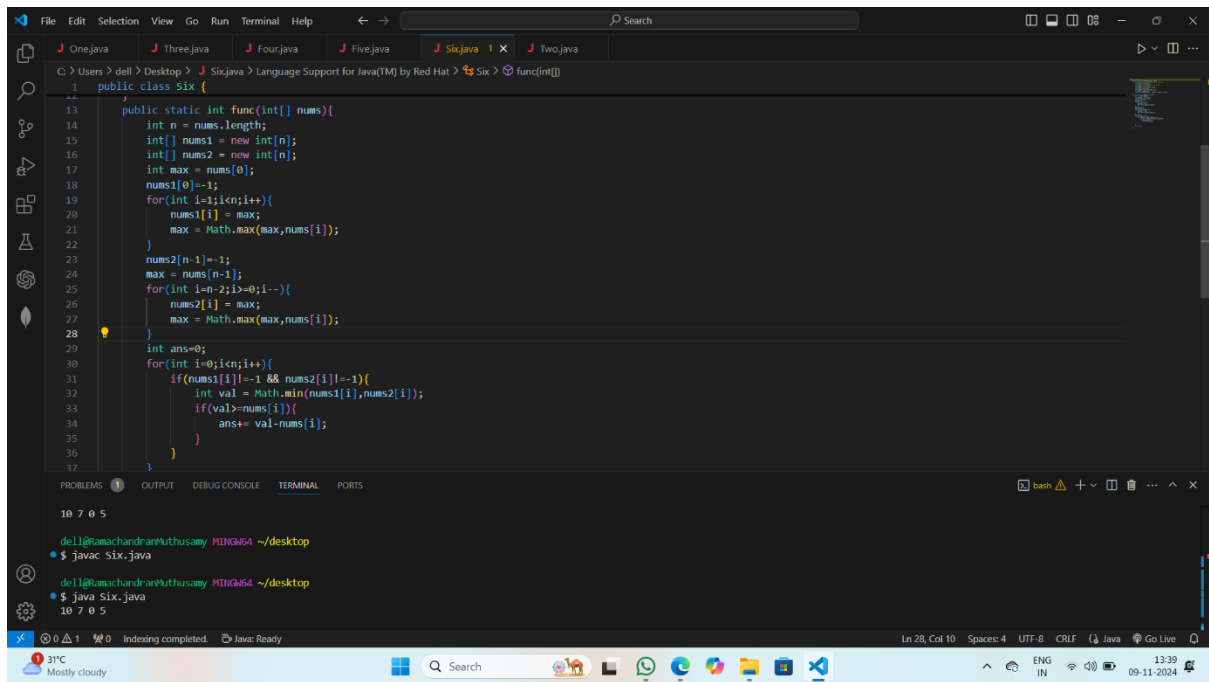 File Edit Selection View Go Run Terminal Help Search
One.java Three.java Four.java Five.java Six.java 1 Two.java
C: > Users > dell > Desktop > Six.java > Language Support for Java(TM) by Red Hat > Six > func(int[])
1 public class Six {
13 public static int func(int[] nums){
14 int n = nums.length;
15 int[] nums1 = new int[n];
16 int[] nums2 = new int[n];
17 int max = nums[0];
18 nums1[0]=-1;
19 for(int i=1;i<n;i++){
20 nums1[i] = max;
21 max = Math.max(max,nums[i]);
22 }
23 nums2[n-1]=-1;
24 max = nums[n-1];
25 for(int i=n-2;i>=0;i--){
26 nums2[i] = max;
27 max = Math.max(max,nums[i]);
28 }
29 int ans=0;
30 for(int i=0;i<n;i++){
31 if(nums1[i]!=-1 && nums2[i]!=-1){
32 int val = Math.min(nums1[i],nums2[i]);
33 if(val>=nums[i]){
34 ans+= val-nums[i];
35 }
36 }
37 }
PROBLEMS 1 OUTPUT DEBUG CONSOLE TERMINAL PORTS bash
10 7 0 5
dell@RamachandranMuthusamy MINGW64 ~/desktop
$ javac Six.java
dell@RamachandranMuthusamy MINGW64 ~/desktop
$ java Six.java
10 7 0 5
0 1 0 Indexing completed. Java: Ready Ln 28, Col 10 Spaces: 4 UTF-8 CRLF Java Go Live
1 31°C Search ENG 13:39
Mostly cloudy IN 09-11-2024